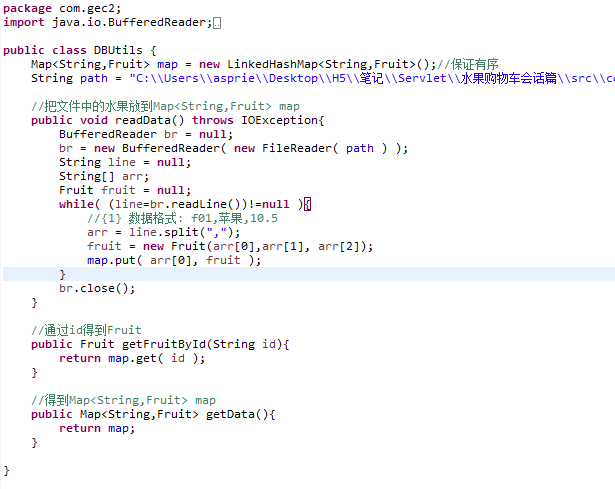 package com.gec2;
import java.io.BufferedReader;
public class DBUtils {
    Map<String,Fruit> map = new LinkedHashMap<String,Fruit>();//保证有序
    String path = "C:\\Users\\asprie\\Desktop\\H5\\笔记\\Servlet\\水果购物车会话篇\\src\\co
    //把文件中的水果放到Map<String,Fruit> map
    public void readData() throws IOException{
        BufferedReader br = null;
        br = new BufferedReader( new FileReader( path ) );
        String line = null;
        String[] arr;
        Fruit fruit = null;
        while( (line=br.readLine())!=null ){
            //{1} 数据格式: f01,苹果,10.5
            arr = line.split(",");
            fruit = new Fruit(arr[0],arr[1], arr[2]);
            map.put( arr[0], fruit );
        }
        br.close();
    }
    //通过id得到Fruit
    public Fruit getFruitById(String id){
        return map.get( id );
    }
    //得到Map<String,Fruit> map
    public Map<String,Fruit> getData(){
        return map;
    }
}